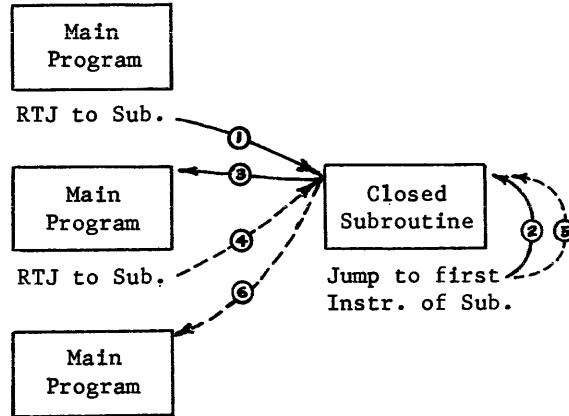 Main
Program
RTJ to Sub.
1
3
Main
Program
Closed
Subroutine
4
RTJ to Sub.
2
5
Jump to first
Instr. of Sub.
6
Main
Program